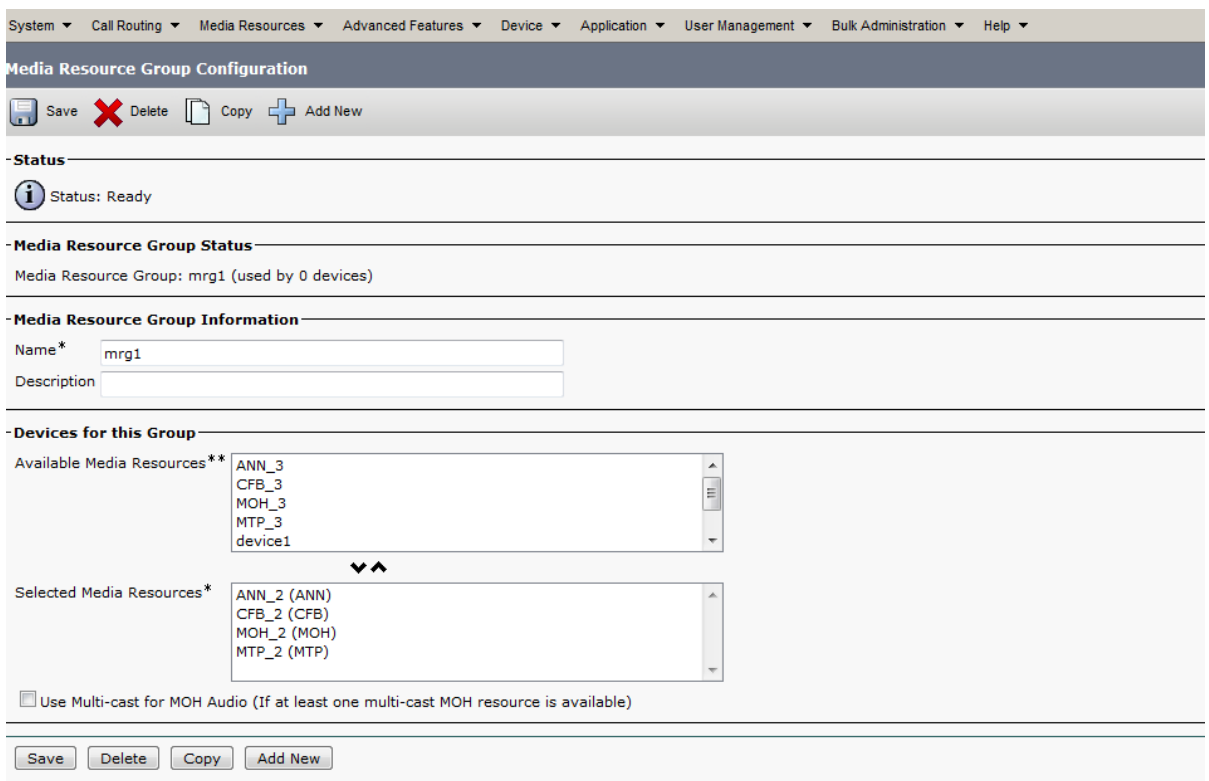 System Call Routing Media Resources Advanced Features Device Application User Management Bulk Administration Help
Media Resource Group Configuration
Save Delete Copy Add New
Status
Status: Ready
Media Resource Group Status
Media Resource Group: mrg1 (used by 0 devices)
Media Resource Group Information
Name*
mrg1
Description
Devices for this Group
Available Media Resources**
ANN_3
CFB_3
MOH_3
MTP_3
device1
Selected Media Resources*
ANN_2 (ANN)
CFB_2 (CFB)
MOH_2 (MOH)
MTP_2 (MTP)
Use Multi-cast for MOH Audio (If at least one multi-cast MOH resource is available)
Save Delete Copy Add New